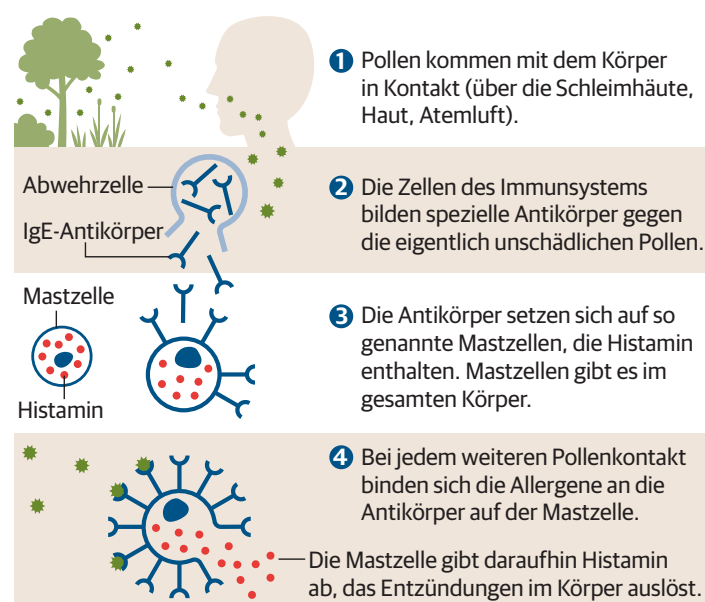 1 Pollen kommen mit dem Körper
in Kontakt (über die Schleimhäute,
Haut, Atemluft).
Abwehrzelle
IgE-Antikörper
2 Die Zellen des Immunsystems
bilden spezielle Antikörper gegen
die eigentlich unschädlichen Pollen.
Mastzelle
Histamin
3 Die Antikörper setzen sich auf so
genannte Mastzellen, die Histamin
enthalten. Mastzellen gibt es im
gesamten Körper.
4 Bei jedem weiteren Pollenkontakt
binden sich die Allergene an die
Antikörper auf der Mastzelle.
Die Mastzelle gibt daraufhin Histamin
ab, das Entzündungen im Körper auslöst.